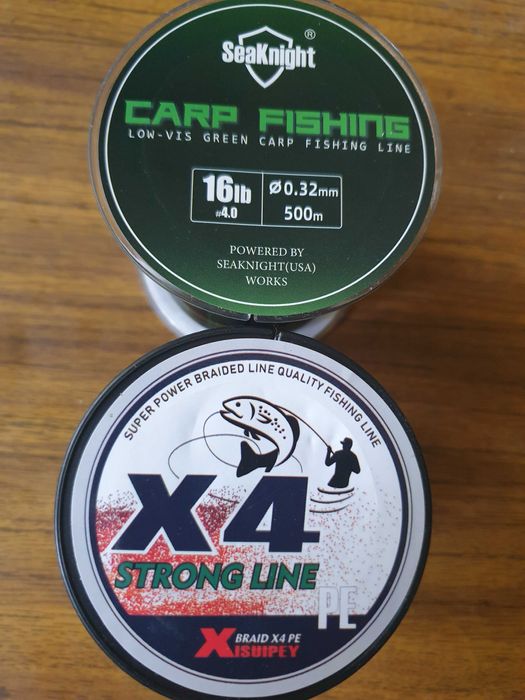 SeaKnight®
CARP FISHING
LOW-VIS GREEN CARP FISHING LINE
16lb
#4.0
Ø0.32mm
500m
POWERED BY
SEAKNIGHT(USA)
WORKS
SUPER POWER BRAIDED LINE QUALITY FISHING LINE
X4
STRONG LINE
PE
BRAID X4 PE
XISUIPEY